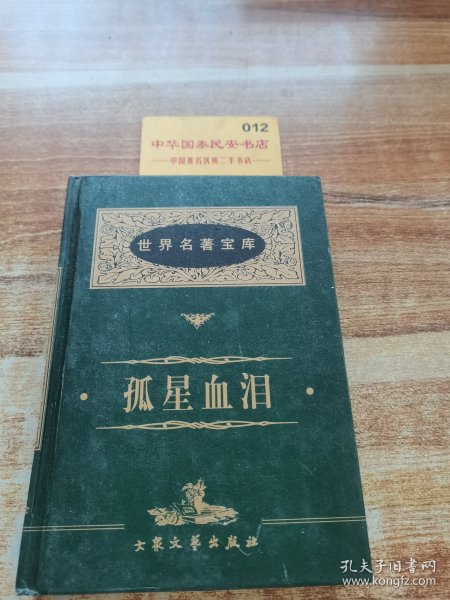 012
中华国泰民安书店
中国著名优质二手书店
世界名著宝库
孤星血泪
大众文艺出版社
孔夫子旧书网
www.kongfz.com